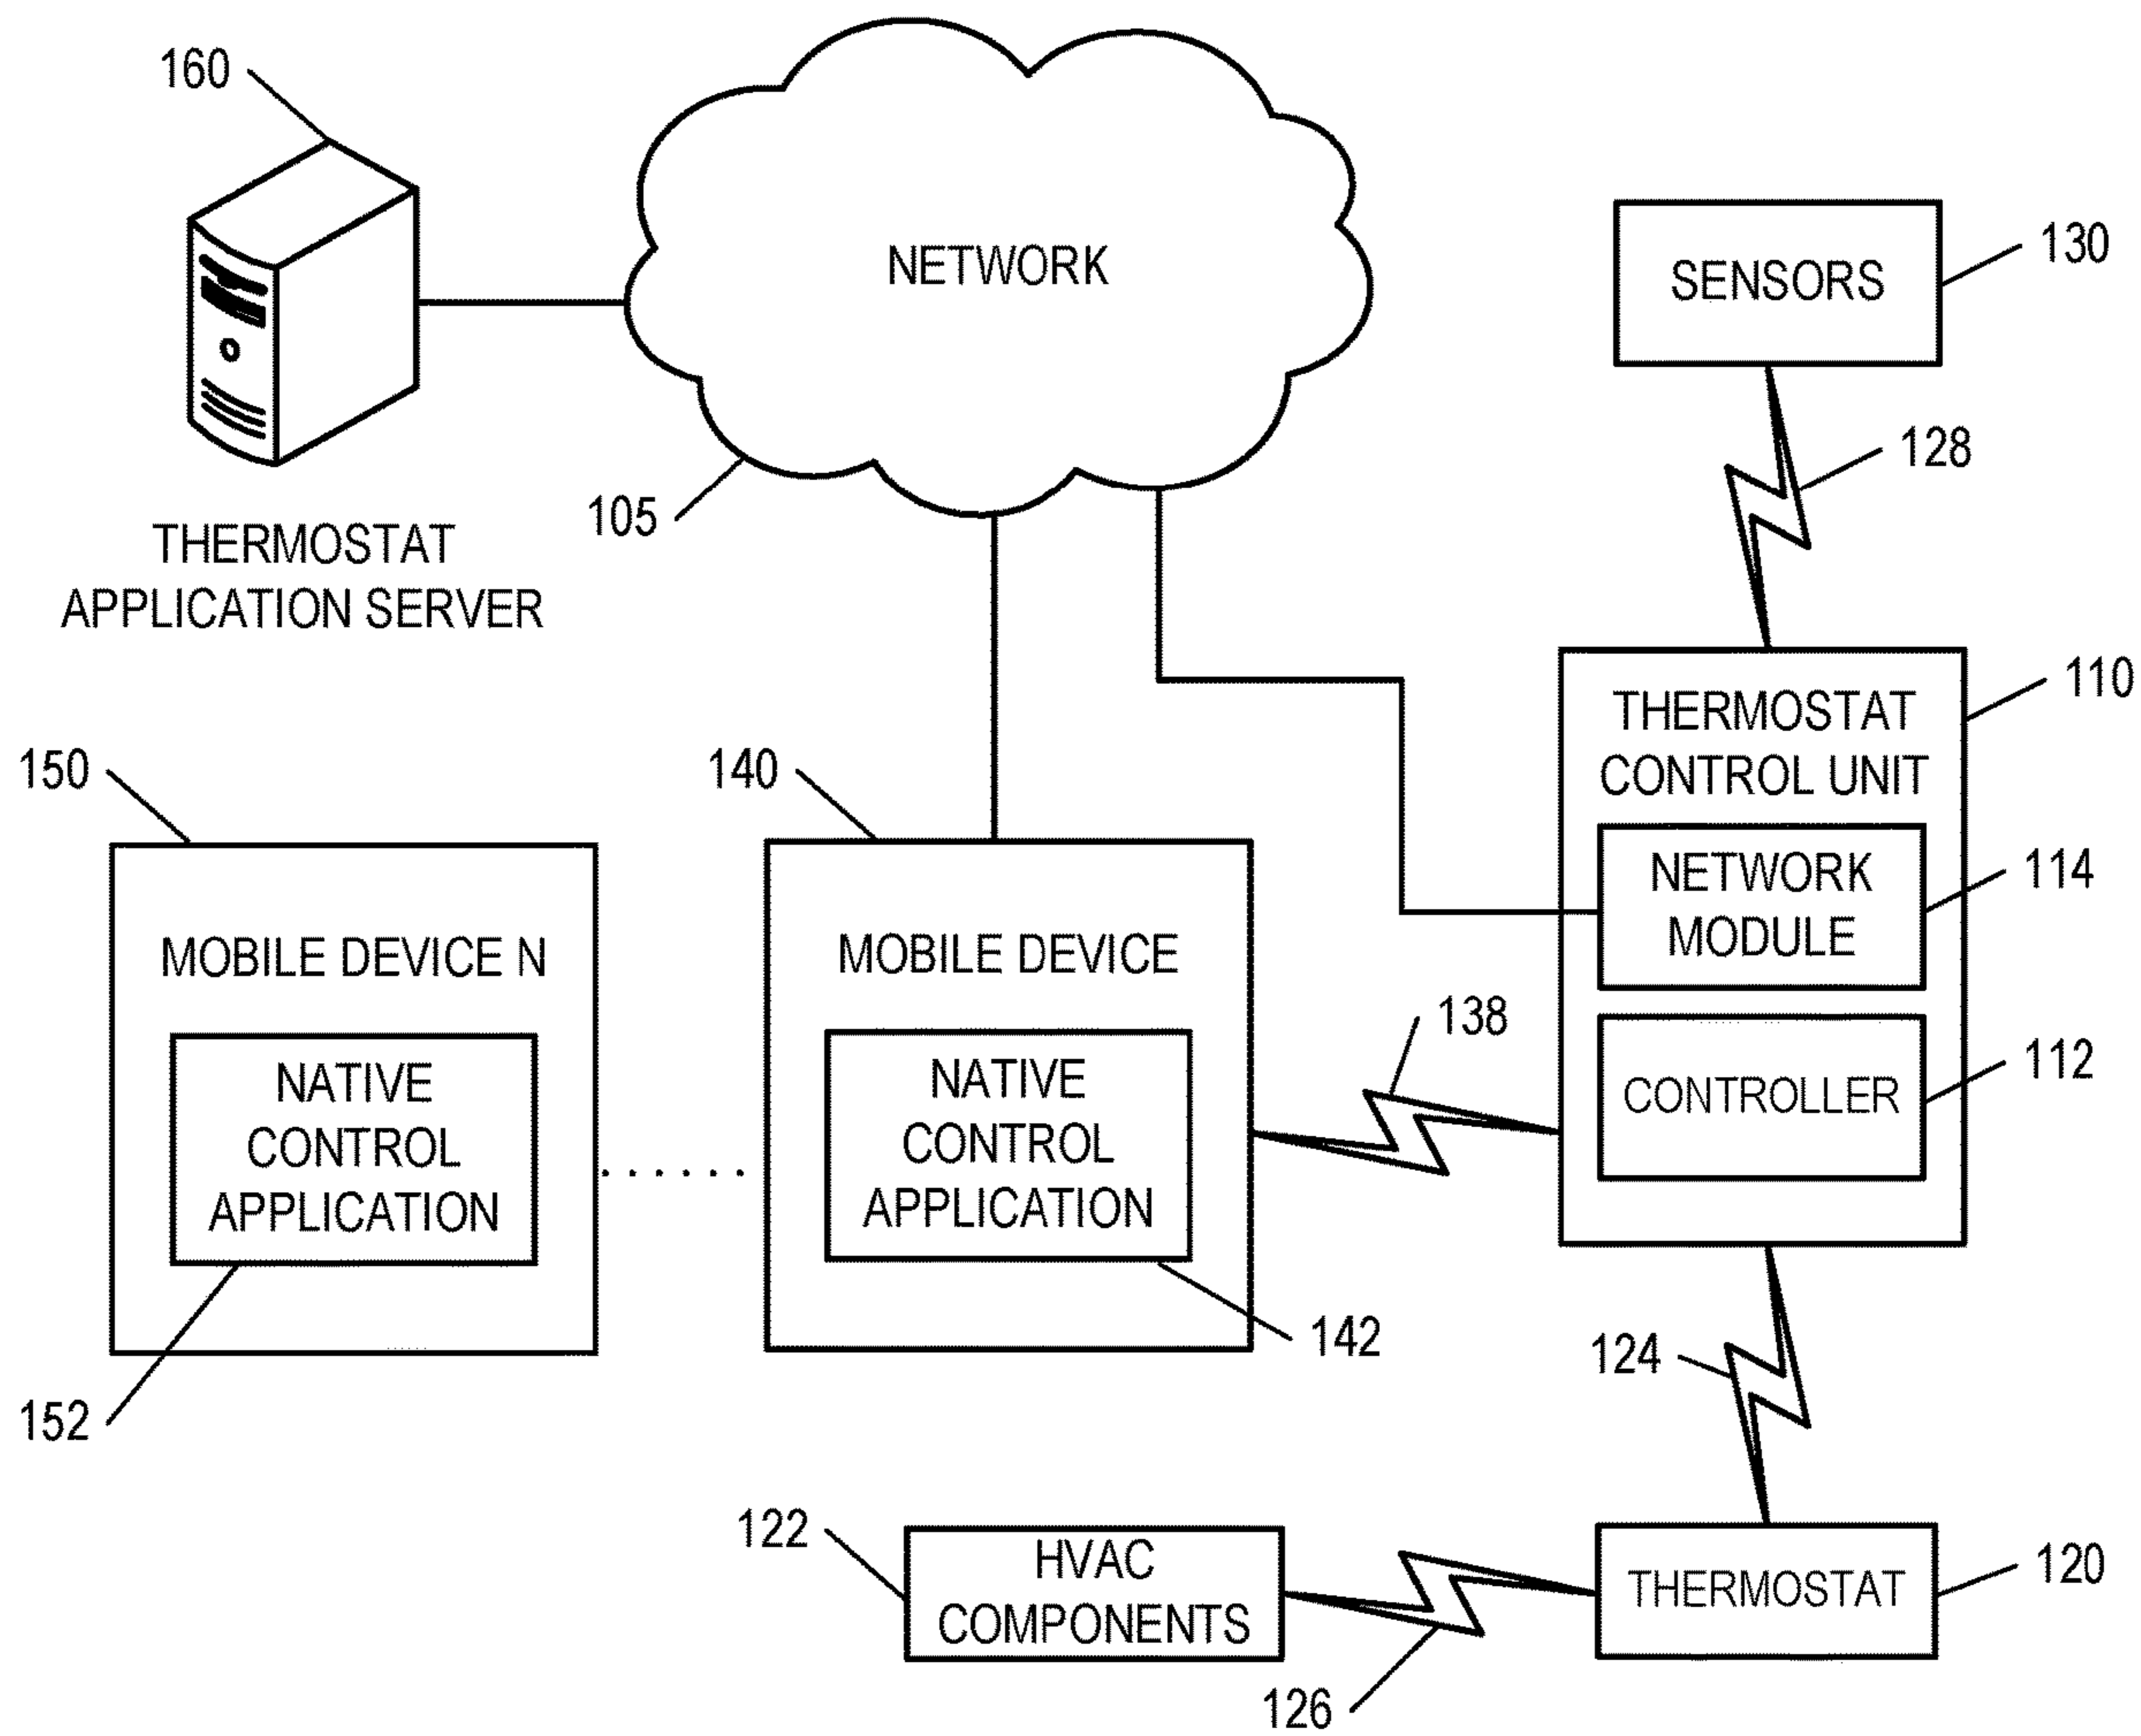 160
NETWORK
SENSORS
130
128
105
THERMOSTAT
APPLICATION SERVER
110
THERMOSTAT
CONTROL UNIT
150
140
NETWORK
MODULE
114
MOBILE DEVICE N
MOBILE DEVICE
138
CONTROLLER
112
NATIVE
CONTROL
APPLICATION
NATIVE
CONTROL
APPLICATION
142
124
152
122
HVAC
COMPONENTS
THERMOSTAT
120
126